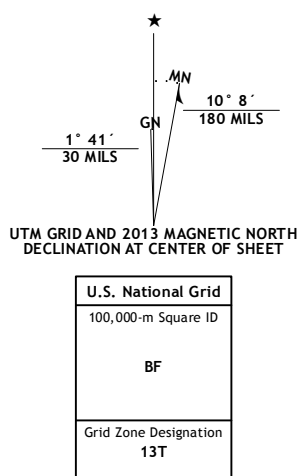 ★
MN
GN
10° 8´
180 MILS
1° 41´
30 MILS
UTM GRID AND 2013 MAGNETIC NORTH
DECLINATION AT CENTER OF SHEET
U.S. National Grid
100,000-m Square ID
BF
Grid Zone Designation
13T